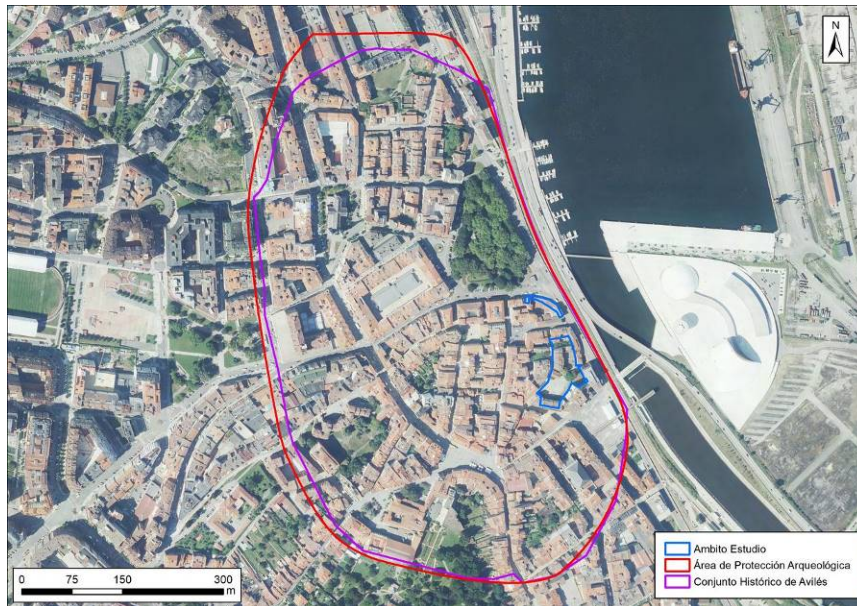 N
Ambito Estudio
Área de Protección Arqueológica
Conjunto Histórico de Avilés
0 75 150 300
m